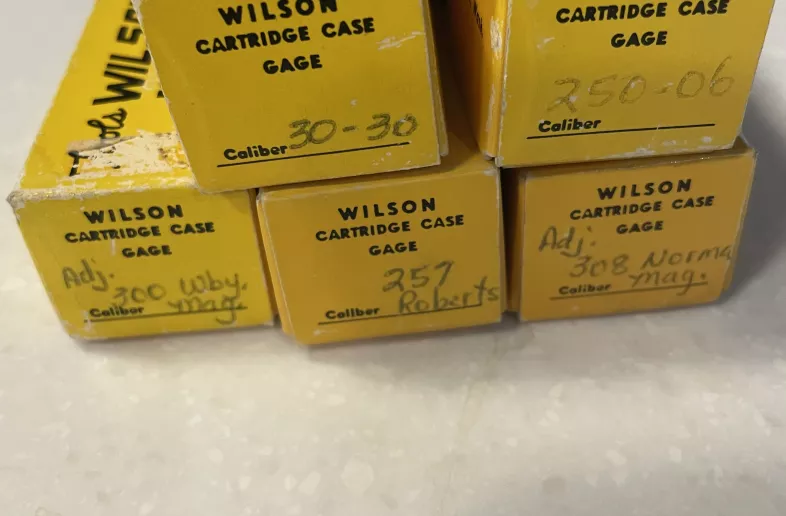 WILSON
CARTRIDGE CASE
GAGE
30-30
Caliber
CARTRIDGE CASE
GAGE
250-06
Caliber
WILSON
CARTRIDGE CASE
GAGE
Adj.
300 Wby.
Mag.
Caliber
WILSON
CARTRIDGE CASE
GAGE
257
Roberts
Caliber
WILSON
CARTRIDGE CASE
GAGE
Adj.
308 Norma
Mag.
Caliber